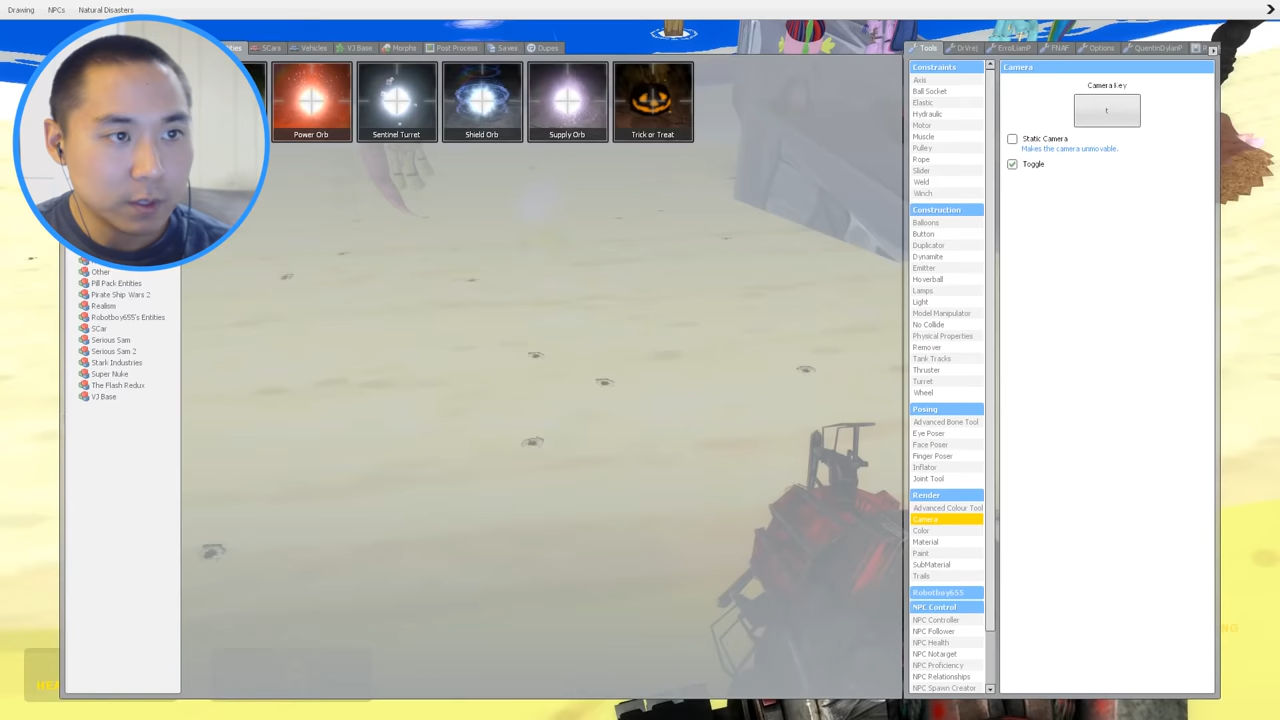 Drawing NPCs Natural Disasters
SCars Vehicles VJ Base Morphs Post Process Saves Dupes
Tools ErrolLiamP FNAF Options QuentinDylanP
Power Orb Sentinel Turret Shield Orb Supply Orb Trick or Treat
Other
Pill Pack Entities
Pirate Ship Wars 2
Realism
Robotboy655's Entities
SCar
Serious Sam
Serious Sam 2
Stark Industries
Super Nuke
The Flash Redux
VJ Base
Constraints
Axis
Ball Socket
Elastic
Hydraulic
Motor
Muscle
Pulley
Rope
Slider
Weld
Winch
Construction
Balloons
Button
Duplicator
Dynamite
Emitter
Hoverball
Lamps
Light
Model Manipulator
No Collide
Physical Properties
Remover
Tank Tracks
Thruster
Turret
Wheel
Posing
Advanced Bone Tool
Eye Poser
Face Poser
Finger Poser
Inflator
Joint Tool
Render
Advanced Colour Tool
Camera
Color
Material
Paint
SubMaterial
Trails
Robotboy655
NPC Control
NPC Controller
NPC Follower
NPC Health
NPC Notarget
NPC Proficiency
NPC Relationships
NPC Spawn Creator
Camera
Camera Key
t
Static Camera
Makes the camera unmovable.
Toggle